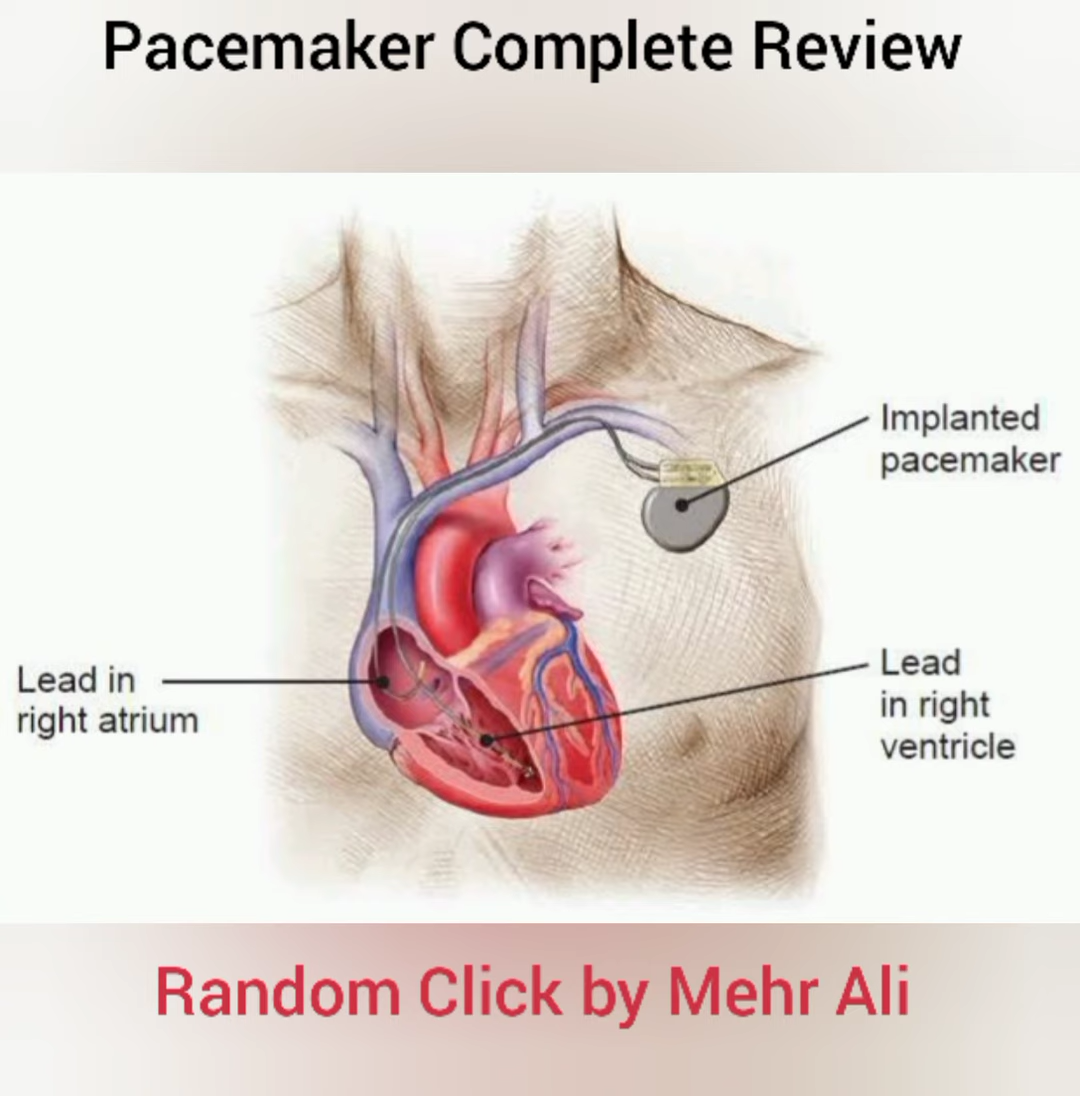 Pacemaker Complete Review
Implanted
pacemaker
Lead in
right atrium
Lead
in right
ventricle
Random Click by Mehr Ali